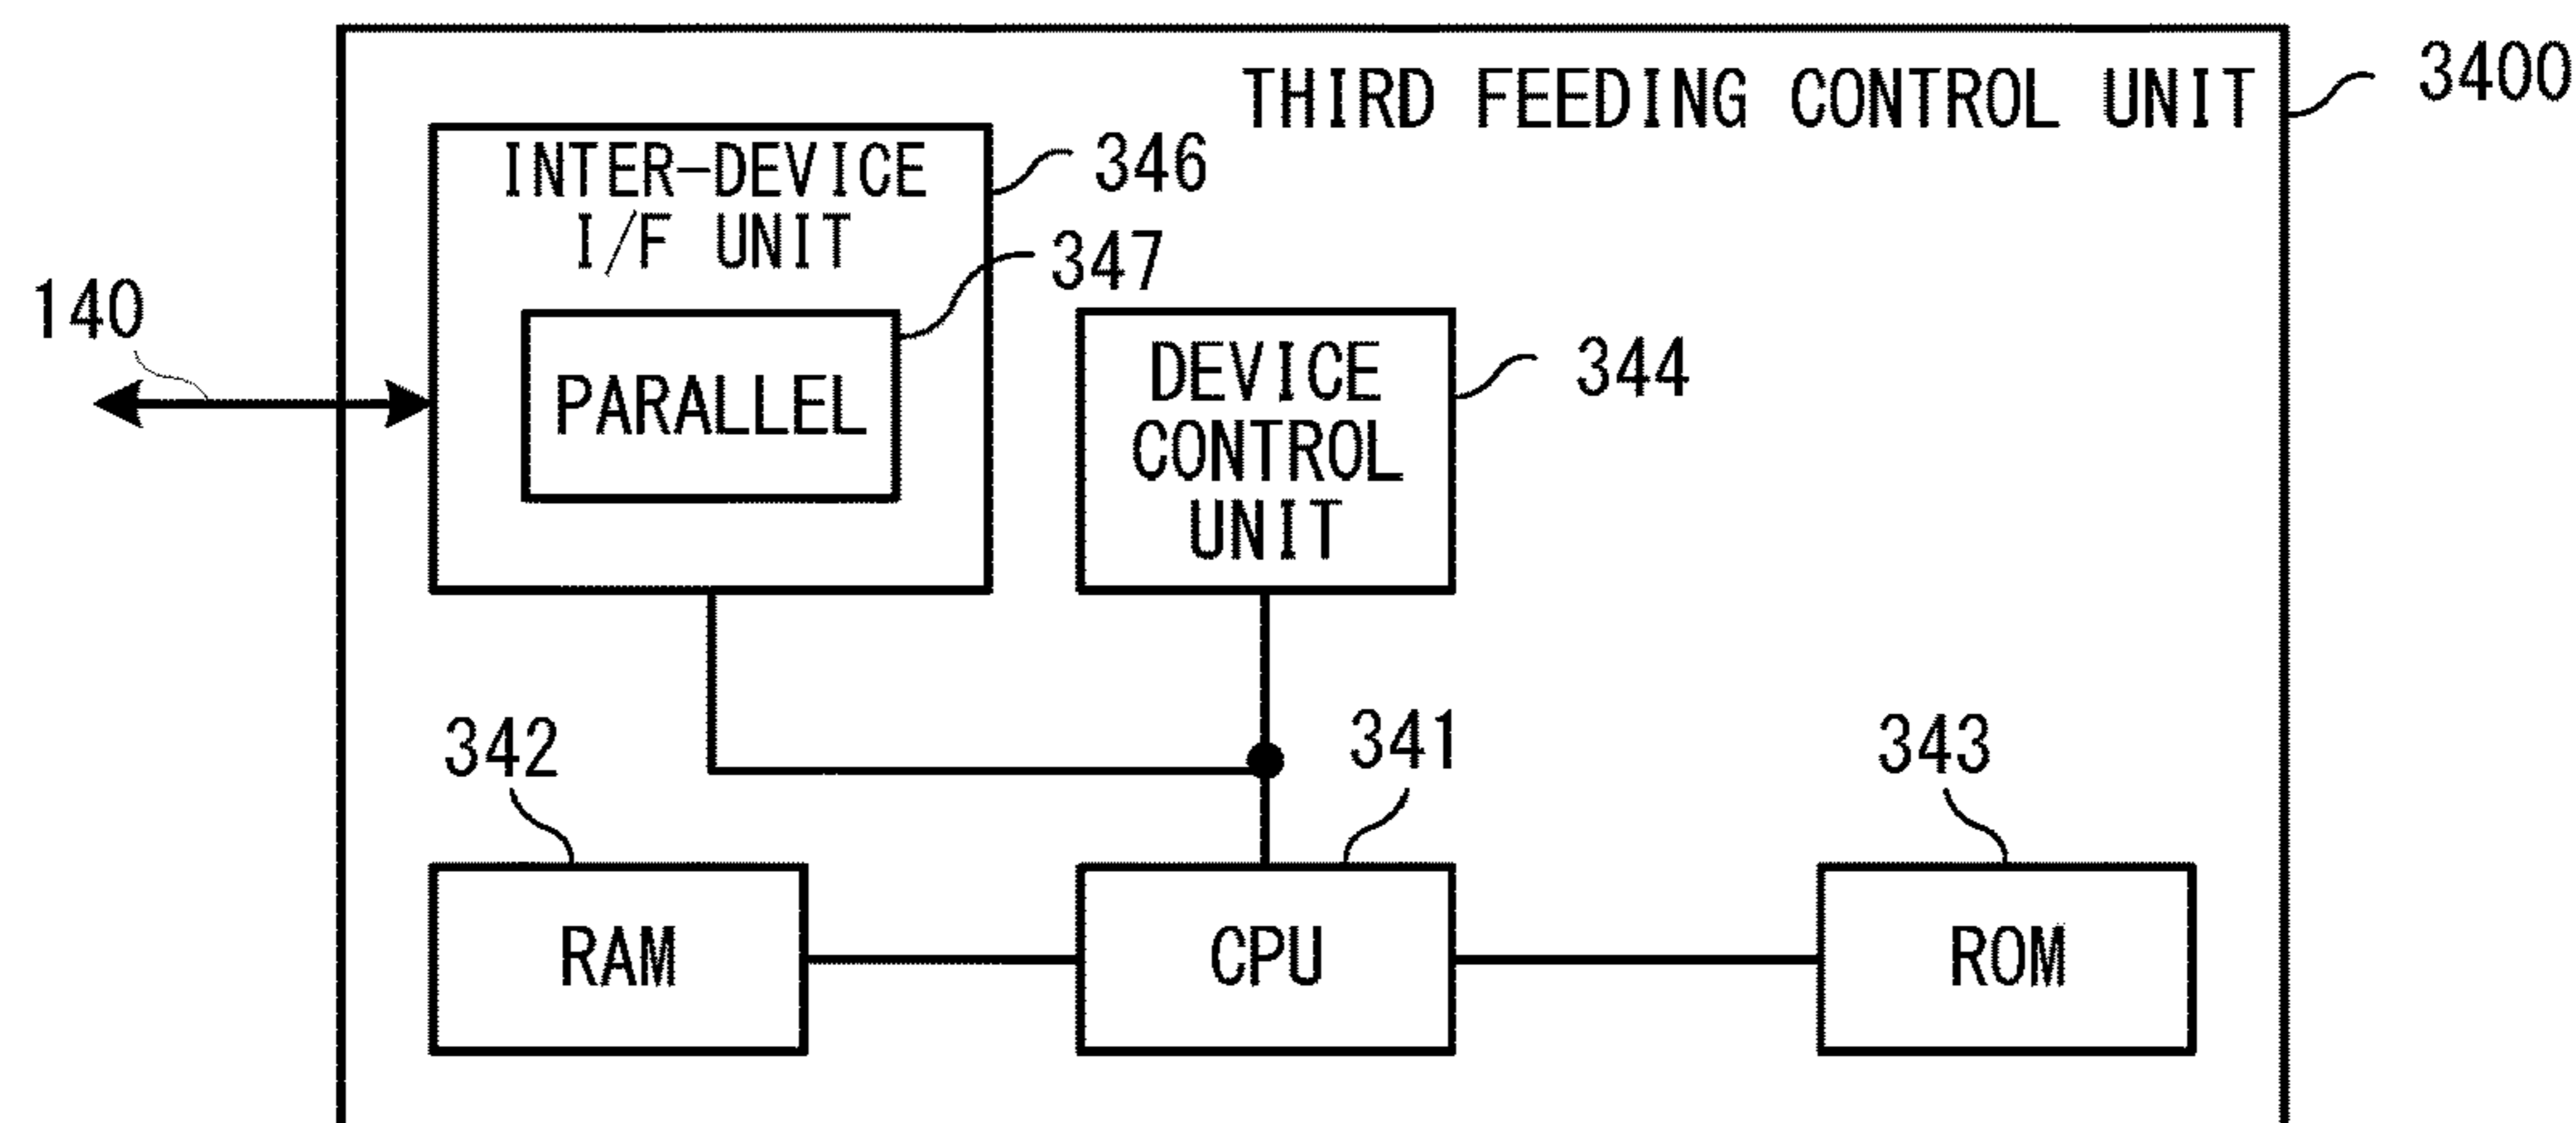 THIRD FEEDING CONTROL UNIT
3400
INTER-DEVICE
I/F UNIT
346
347
PARALLEL
140
DEVICE
CONTROL
UNIT
344
342
341
343
RAM
CPU
ROM